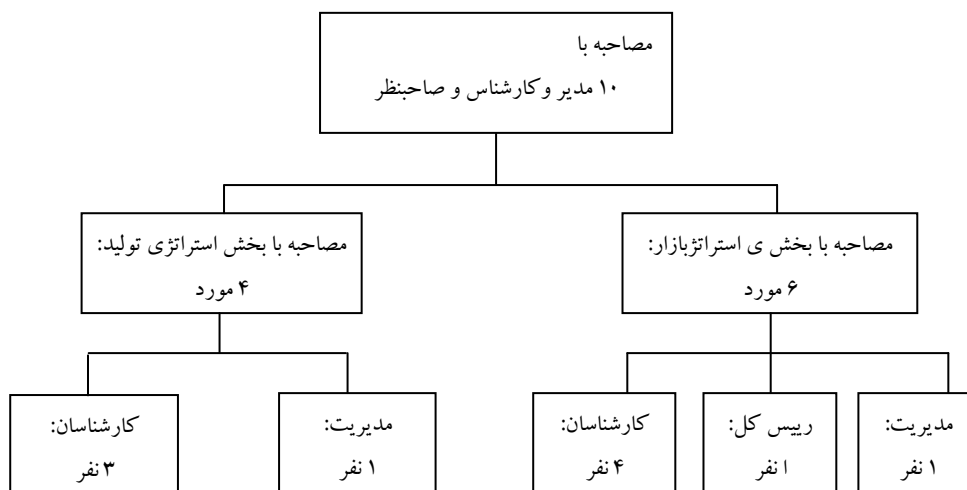 مصاحبه با
۱۰ مدیر وکارشناس و صاحبنظر
مصاحبه با بخش ی استراتژبازار:
۶ مورد
مصاحبه با بخش استراتژی تولید:
۴ مورد
مدیریت:
۱ نفر
رییس کل:
ا نفر
کارشناسان:
۴ نفر
مدیریت:
۱ نفر
کارشناسان:
۳ نفر